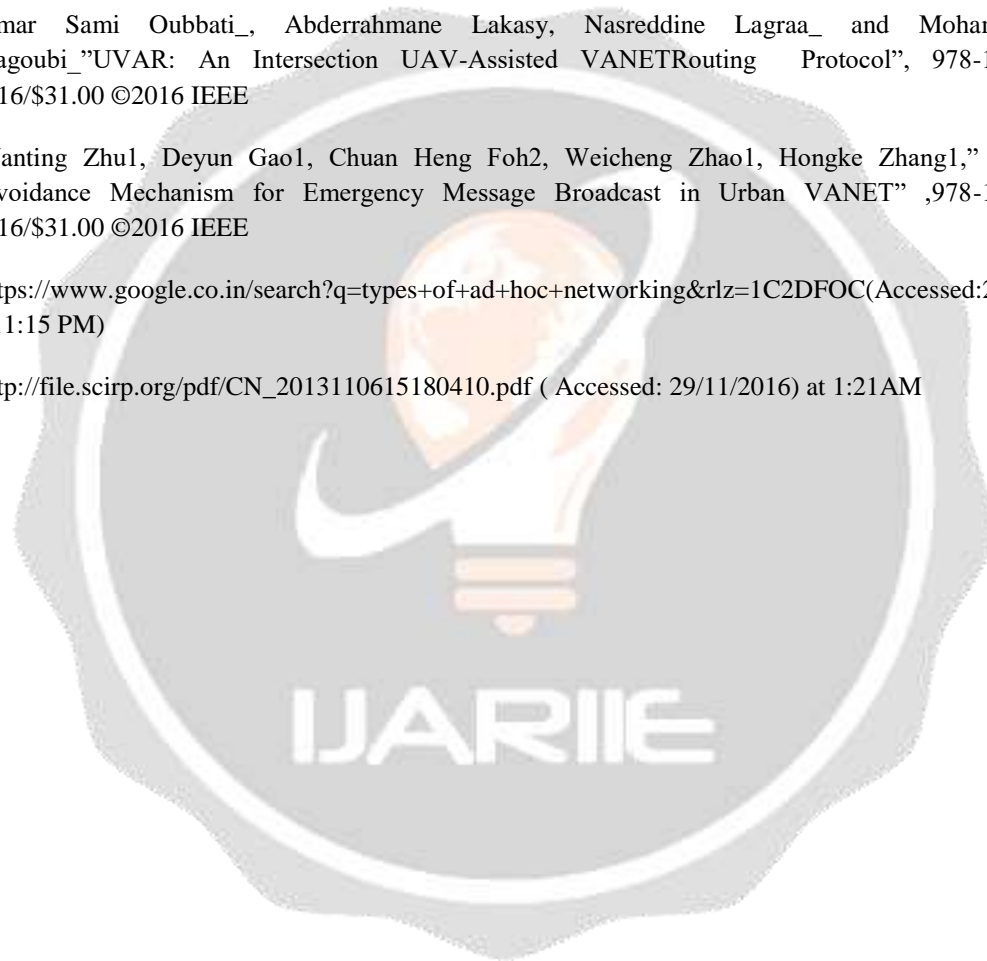 mar Sami Oubbati_, Abderrahmane Lakasy, Nasreddine Lagraa_ and Moham
agoubi_”UVAR: An Intersection UAV-Assisted VANETRouting Protocol”, 978-1
16/$31.00 ©2016 IEEE
anting Zhu1, Deyun Gao1, Chuan Heng Foh2, Weicheng Zhao1, Hongke Zhang1,”
voidance Mechanism for Emergency Message Broadcast in Urban VANET” ,978-1
16/$31.00 ©2016 IEEE
tps://www.google.co.in/search?q=types+of+ad+hoc+networking&rlz=1C2DFOC(Accessed:2
1:15 PM)
tp://file.scirp.org/pdf/CN_2013110615180410.pdf ( Accessed: 29/11/2016) at 1:21AM
IJARIIE